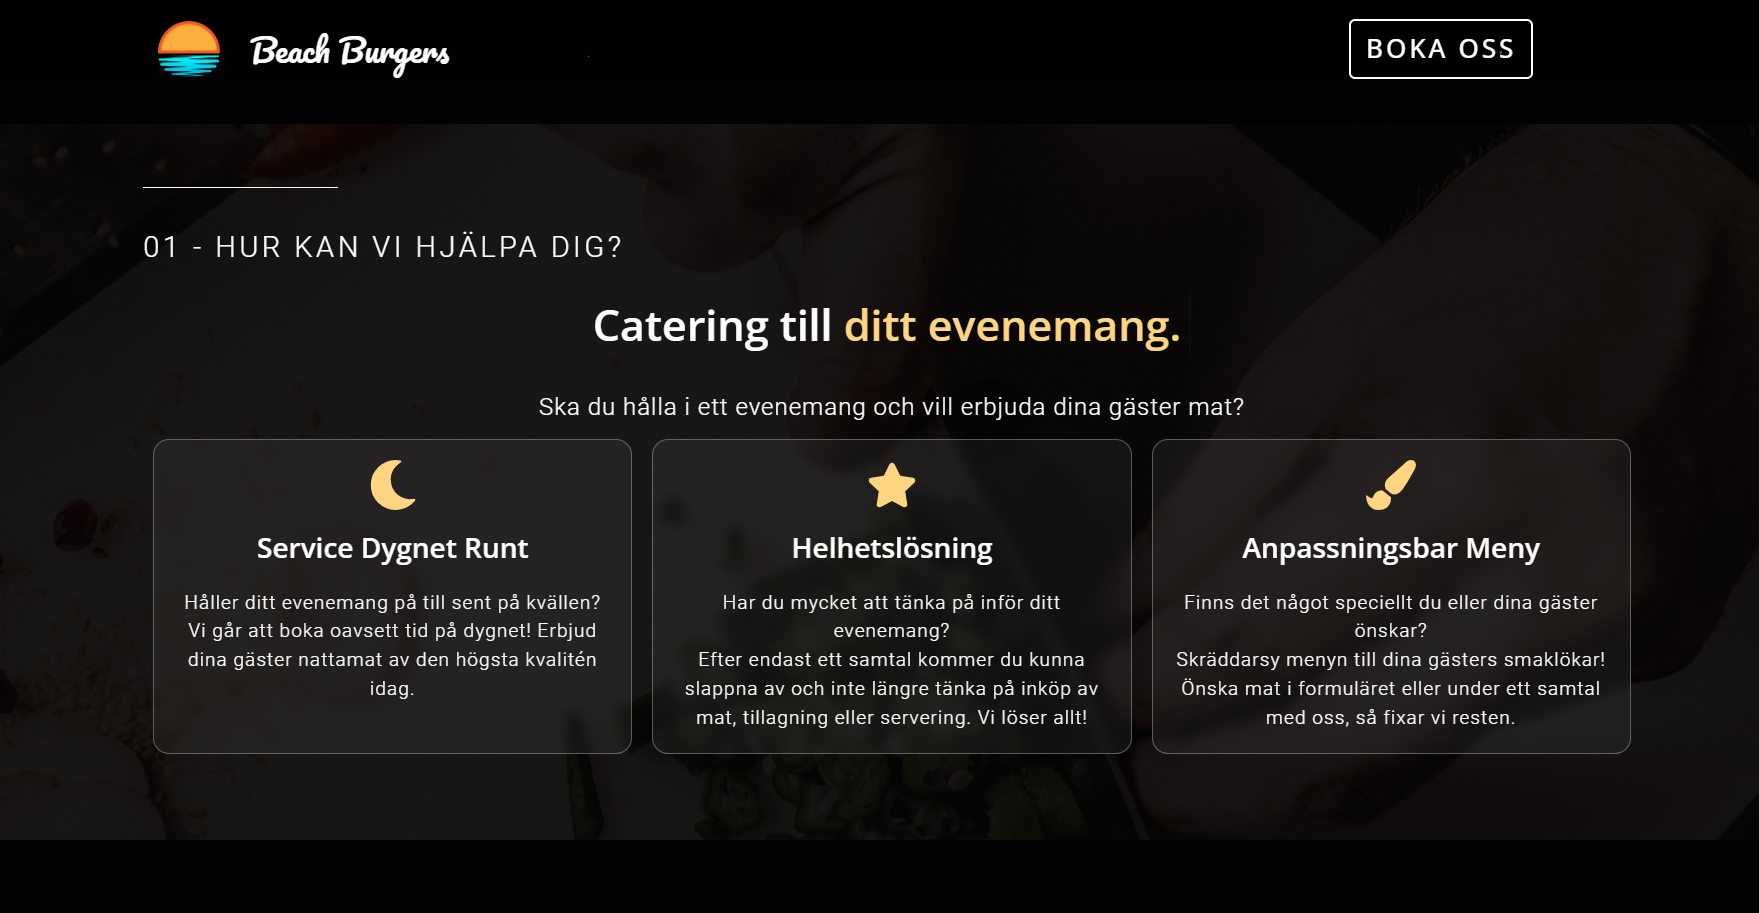 Beach Burgers
BOKA OSS
01 - HUR KAN VI HJÄLPA DIG?
Catering till ditt evenemang.
Ska du hålla i ett evenemang och vill erbjuda dina gäster mat?
Service Dygnet Runt
Håller ditt evenemang på till sent på kvällen?
Vi går att boka oavsett tid på dygnet! Erbjud
dina gäster nattamat av den högsta kvalitén
idag.
Helhetslösning
Har du mycket att tänka på inför ditt
evenemang?
Efter endast ett samtal kommer du kunna
slappna av och inte längre tänka på inköp av
mat, tillagning eller servering. Vi löser allt!
Anpassningsbar Meny
Finns det något speciellt du eller dina gäster
önskar?
Skräddarsy menyn till dina gästers smaklökar!
Önska mat i formuläret eller under ett samtal
med oss, så fixar vi resten.